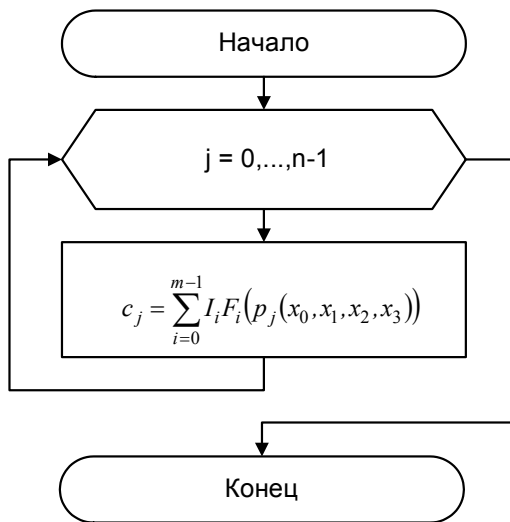 Начало
j = 0,...,n-1
c_j = \sum_{i=0}^{m-1} I_i F_i(p_j(x_0,x_1,x_2,x_3))
Конец